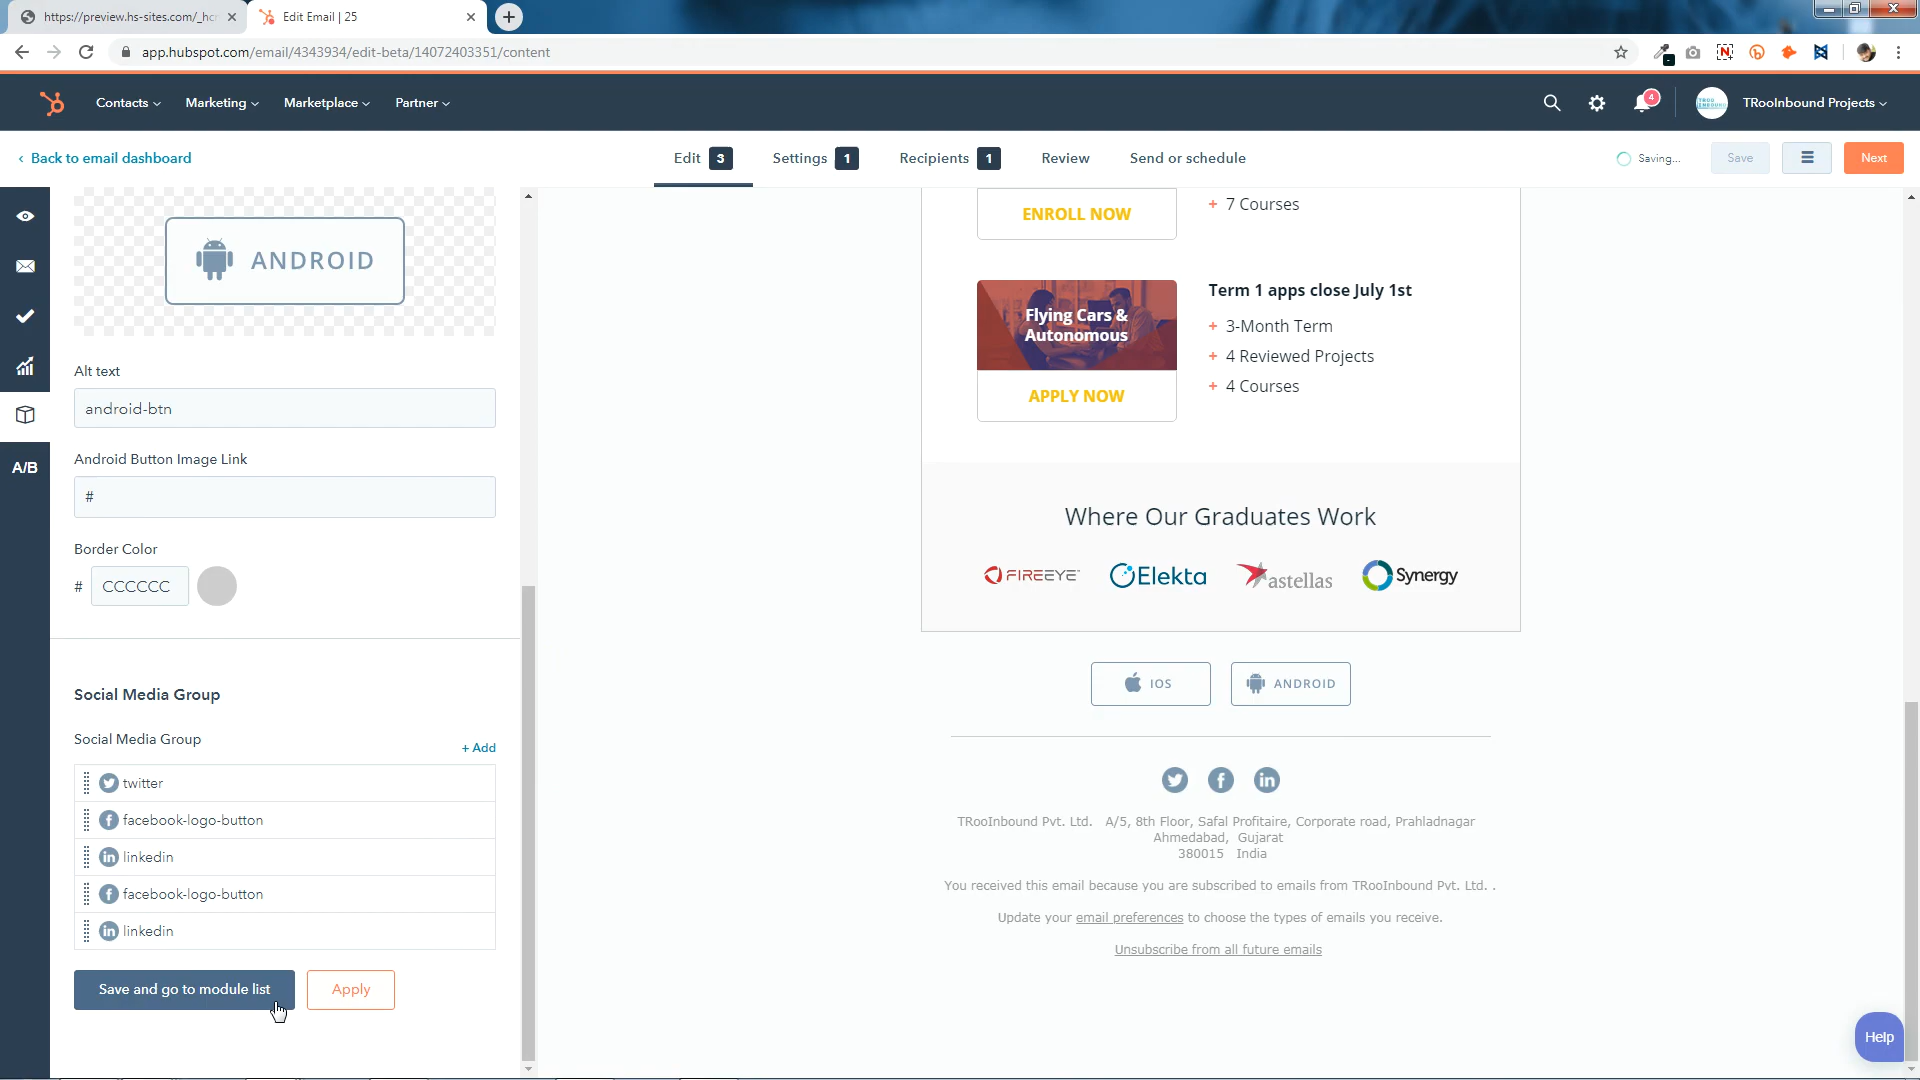 https://preview.hs-sites.com/_hcm
Edit Email | 25
app.hubspot.com/email/4343934/edit-beta/14072403351/content
Contacts
Marketing
Marketplace
Partner
4
TRooInbound Projects
Back to email dashboard
Edit 3
Settings 1
Recipients 1
Review
Send or schedule
Saving...
Save
Next
A/B
ANDROID
Alt text
android-btn
Android Button Image Link
#
Border Color
# CCCCCC
Social Media Group
Social Media Group
+ Add
twitter
facebook-logo-button
linkedin
facebook-logo-button
linkedin
Save and go to module list
Apply
ENROLL NOW
+ 7 Courses
Flying Cars &
Autonomous
APPLY NOW
Term 1 apps close July 1st
+ 3-Month Term
+ 4 Reviewed Projects
+ 4 Courses
Where Our Graduates Work
FIREEYE
Elekta
astellas
Synergy
IOS
ANDROID
TRooInbound Pvt. Ltd. A/5, 8th Floor, Safal Profitaire, Corporate road, Prahladnagar
Ahmedabad, Gujarat
380015 India
You received this email because you are subscribed to emails from TRooInbound Pvt. Ltd. .
Update your email preferences to choose the types of emails you receive.
Unsubscribe from all future emails
Help